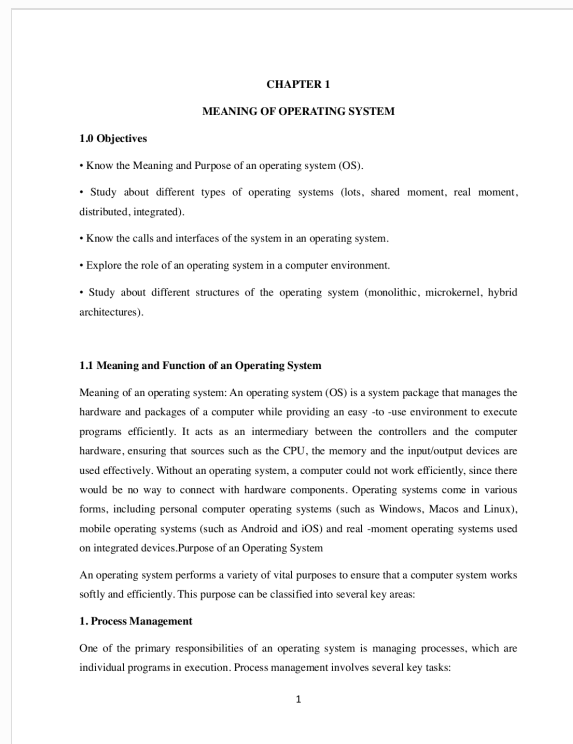 CHAPTER 1
MEANING OF OPERATING SYSTEM
1.0 Objectives
• Know the Meaning and Purpose of an operating system (OS).
• Study about different types of operating systems (lots, shared moment, real moment,
distributed, integrated).
• Know the calls and interfaces of the system in an operating system.
• Explore the role of an operating system in a computer environment.
• Study about different structures of the operating system (monolithic, microkernel, hybrid
architectures).
1.1 Meaning and Function of an Operating System
Meaning of an operating system: An operating system (OS) is a system package that manages the
hardware and packages of a computer while providing an easy -to -use environment to execute
programs efficiently. It acts as an intermediary between the controllers and the computer
hardware, ensuring that sources such as the CPU, the memory and the input/output devices are
used effectively. Without an operating system, a computer could not work efficiently, since there
would be no way to connect with hardware components. Operating systems come in various
forms, including personal computer operating systems (such as Windows, Macos and Linux),
mobile operating systems (such as Android and iOS) and real -moment operating systems used
on integrated devices.Purpose of an Operating System
An operating system performs a variety of vital purposes to ensure that a computer system works
softly and efficiently. This purpose can be classified into several key areas:
1. Process Management
One of the primary responsibilities of an operating system is managing processes, which are
individual programs in execution. Process management involves several key tasks:
1